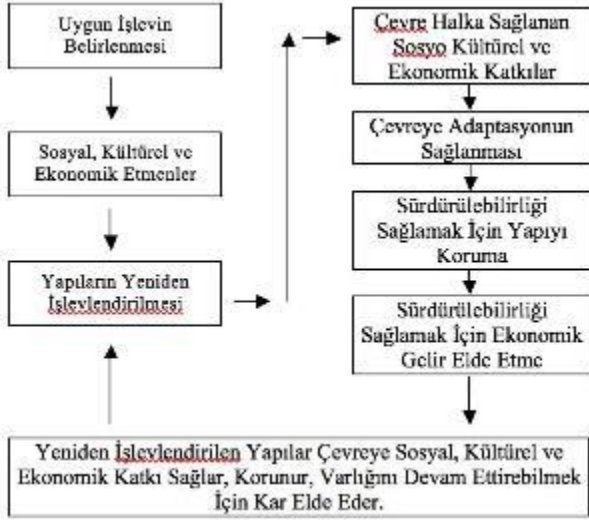 Uygun İşlevin
Belirlenmesi
Sosyal, Kültürel ve
Ekonomik Etmenler
Yapıların Yeniden
İşlevlendirilmesi
Çevre Halka Sağlanan
Sosyo Kültürel ve
Ekonomik Katkılar
Çevreye Adaptasyonun
Sağlanması
Sürdürülebilirliği
Sağlamak İçin Yapıyı
Koruma
Sürdürülebilirliği
Sağlamak İçin Ekonomik
Gelir Elde Etme
Yeniden İşlevlendirilen Yapılar Çevreye Sosyal, Kültürel ve
Ekonomik Katkı Sağlar, Korunur, Varlığını Devam Ettirebilmek
İçin Kar Elde Eder.